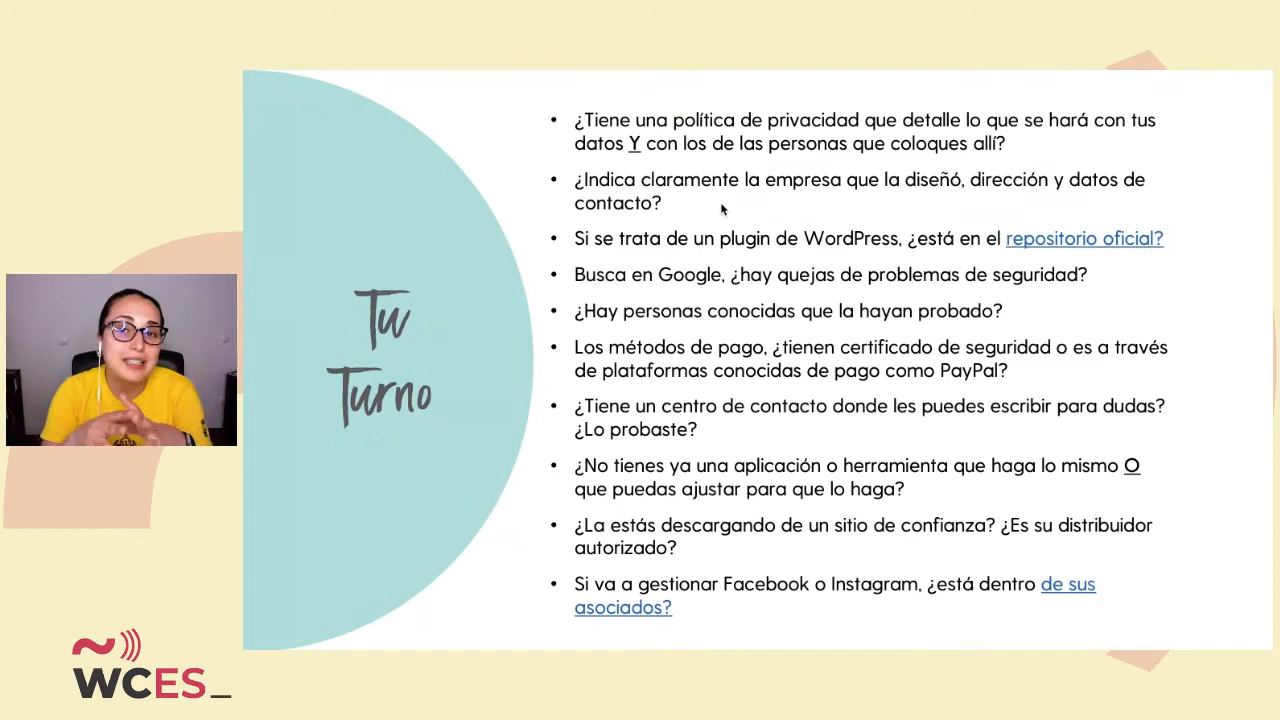 Tu
Turno
• ¿Tiene una política de privacidad que detalle lo que se hará con tus
datos Y con los de las personas que coloques allí?
• ¿Indica claramente la empresa que la diseñó, dirección y datos de
contacto?
• Si se trata de un plugin de WordPress, ¿está en el repositorio oficial?
• Busca en Google, ¿hay quejas de problemas de seguridad?
• ¿Hay personas conocidas que la hayan probado?
• Los métodos de pago, ¿tienen certificado de seguridad o es a través
de plataformas conocidas de pago como PayPal?
• ¿Tiene un centro de contacto donde les puedes escribir para dudas?
¿Lo probaste?
• ¿No tienes ya una aplicación o herramienta que haga lo mismo O
que puedas ajustar para que lo haga?
• ¿La estás descargando de un sitio de confianza? ¿Es su distribuidor
autorizado?
• Si va a gestionar Facebook o Instagram, ¿está dentro de sus
asociados?
WCES_